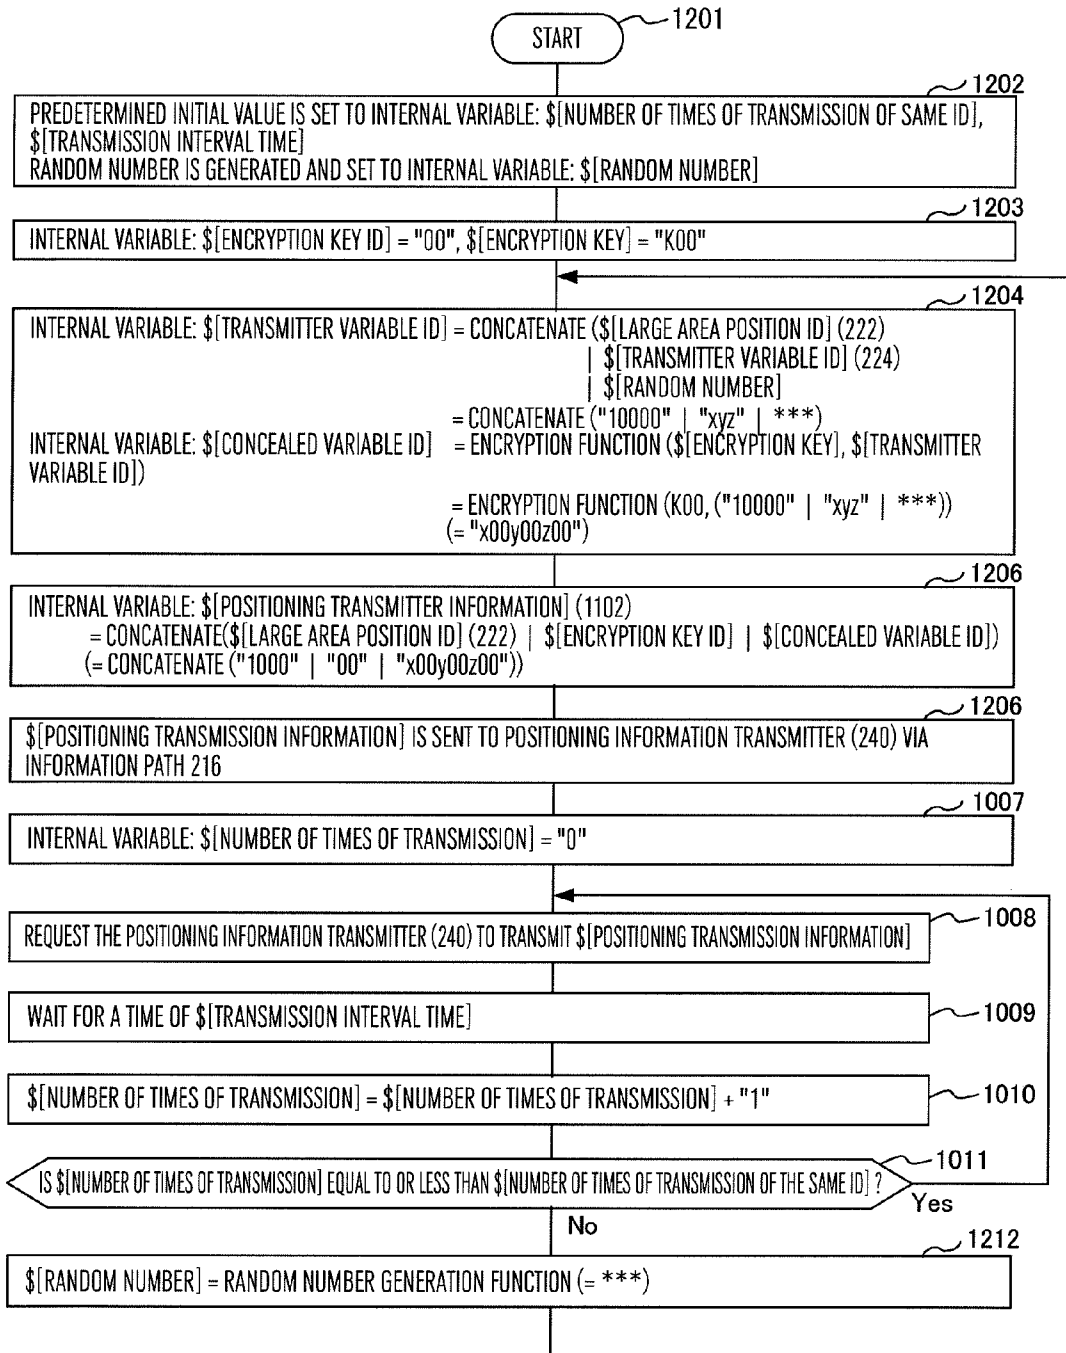 START
1201
1202
PREDETERMINED INITIAL VALUE IS SET TO INTERNAL VARIABLE: $[NUMBER OF TIMES OF TRANSMISSION OF SAME ID],
$[TRANSMISSION INTERVAL TIME]
RANDOM NUMBER IS GENERATED AND SET TO INTERNAL VARIABLE: $[RANDOM NUMBER]
1203
INTERNAL VARIABLE: $[ENCRYPTION KEY ID] = "00", $[ENCRYPTION KEY] = "K00"
1204
INTERNAL VARIABLE: $[TRANSMITTER VARIABLE ID] = CONCATENATE ($[LARGE AREA POSITION ID] (222)
| $[TRANSMITTER VARIABLE ID] (224)
| $[RANDOM NUMBER]
= CONCATENATE ("10000" | "xyz" | ***)
INTERNAL VARIABLE: $[CONCEALED VARIABLE ID] = ENCRYPTION FUNCTION ($[ENCRYPTION KEY], $[TRANSMITTER
VARIABLE ID])
= ENCRYPTION FUNCTION (K00, ("10000" | "xyz" | ***))
(= "x00y00z00")
1206
INTERNAL VARIABLE: $[POSITIONING TRANSMITTER INFORMATION] (1102)
= CONCATENATE($[LARGE AREA POSITION ID] (222) | $[ENCRYPTION KEY ID] | $[CONCEALED VARIABLE ID])
(= CONCATENATE ("1000" | "00" | "x00y00z00"))
1206
$[POSITIONING TRANSMISSION INFORMATION] IS SENT TO POSITIONING INFORMATION TRANSMITTER (240) VIA
INFORMATION PATH 216
1007
INTERNAL VARIABLE: $[NUMBER OF TIMES OF TRANSMISSION] = "0"
REQUEST THE POSITIONING INFORMATION TRANSMITTER (240) TO TRANSMIT $[POSITIONING TRANSMISSION INFORMATION]
1008
WAIT FOR A TIME OF $[TRANSMISSION INTERVAL TIME]
1009
$[NUMBER OF TIMES OF TRANSMISSION] = $[NUMBER OF TIMES OF TRANSMISSION] + "1"
1010
1011
IS $[NUMBER OF TIMES OF TRANSMISSION] EQUAL TO OR LESS THAN $[NUMBER OF TIMES OF TRANSMISSION OF THE SAME ID] ?
Yes
No
1212
$[RANDOM NUMBER] = RANDOM NUMBER GENERATION FUNCTION (= ***)